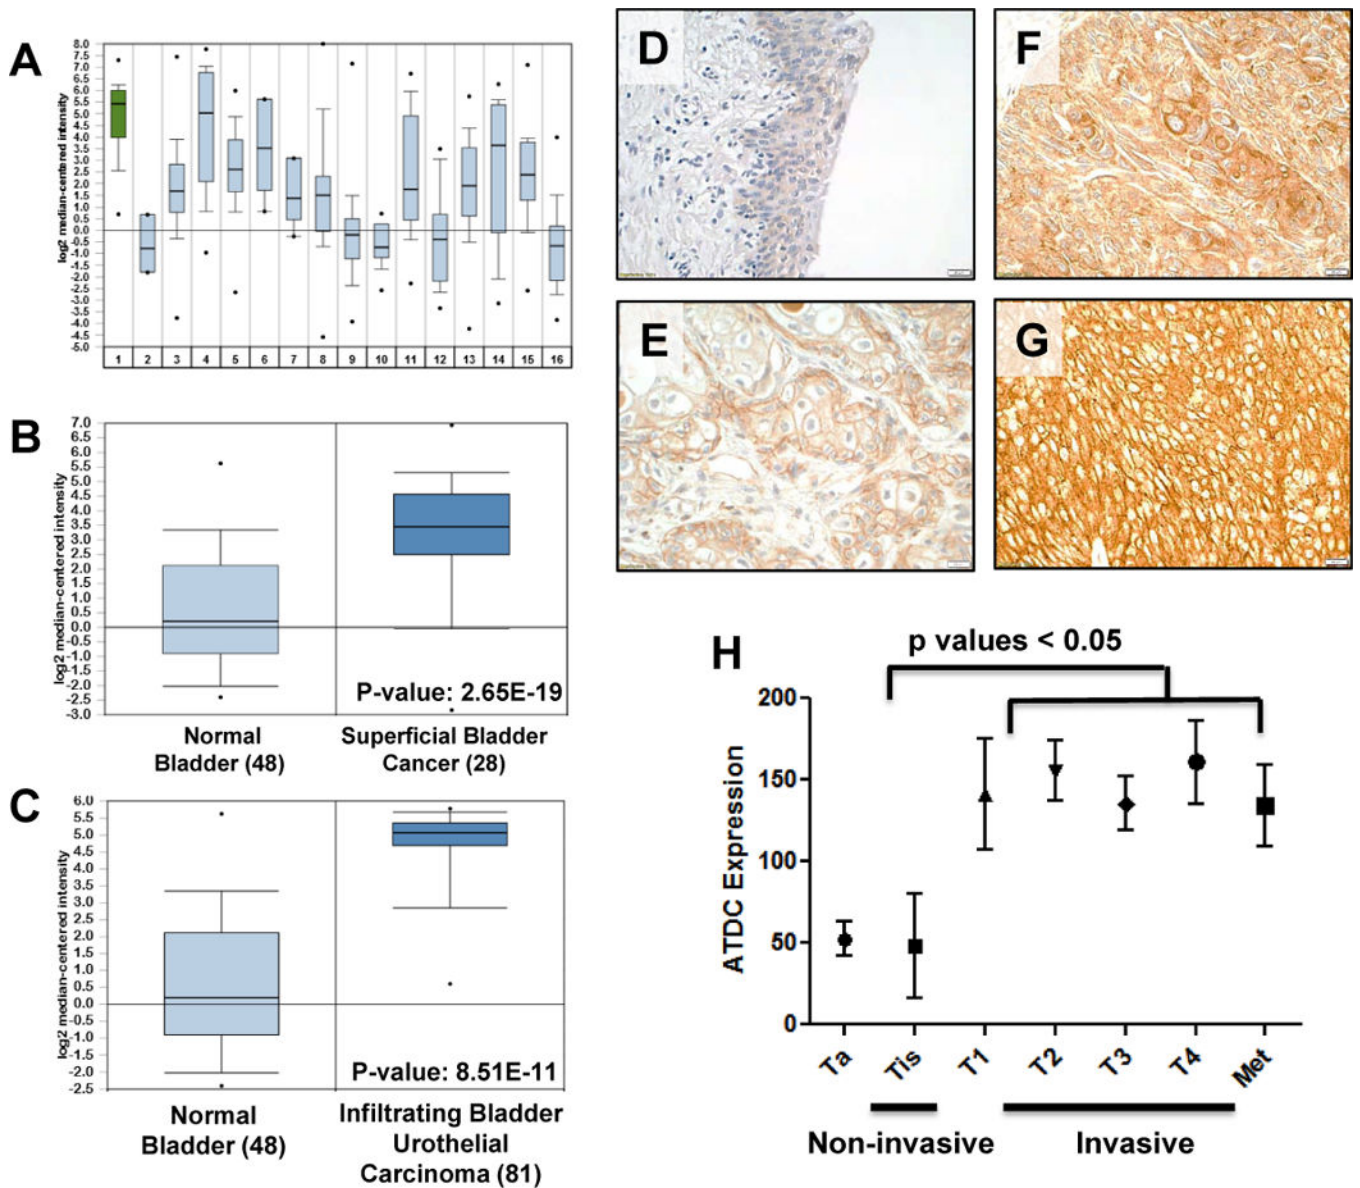 A
log2 median-centered intensity
8.0
7.5
7.0
6.5
6.0
5.5
5.0
4.5
4.0
3.5
3.0
2.5
2.0
1.5
1.0
0.5
0.0
-0.5
-1.0
-1.5
-2.0
-2.5
-3.0
-3.5
-4.0
-4.5
-5.0
1 2 3 4 5 6 7 8 9 10 11 12 13 14 15 16
B
log2 median-centered intensity
7.0
6.5
6.0
5.5
5.0
4.5
4.0
3.5
3.0
2.5
2.0
1.5
1.0
0.5
0.0
-0.5
-1.0
-1.5
-2.0
-2.5
-3.0
P-value: 2.65E-19
Normal
Bladder (48)
Superficial Bladder
Cancer (28)
C
log2 median-centered intensity
6.0
5.5
5.0
4.5
4.0
3.5
3.0
2.5
2.0
1.5
1.0
0.5
0.0
-0.5
-1.0
-1.5
-2.0
-2.5
P-value: 8.51E-11
Normal
Bladder (48)
Infiltrating Bladder
Urothelial
Carcinoma (81)
D
F
E
G
H
p values < 0.05
ATDC Expression
200
150
100
50
0
Ta Tis T1 T2 T3 T4 Met
Non-invasive
Invasive